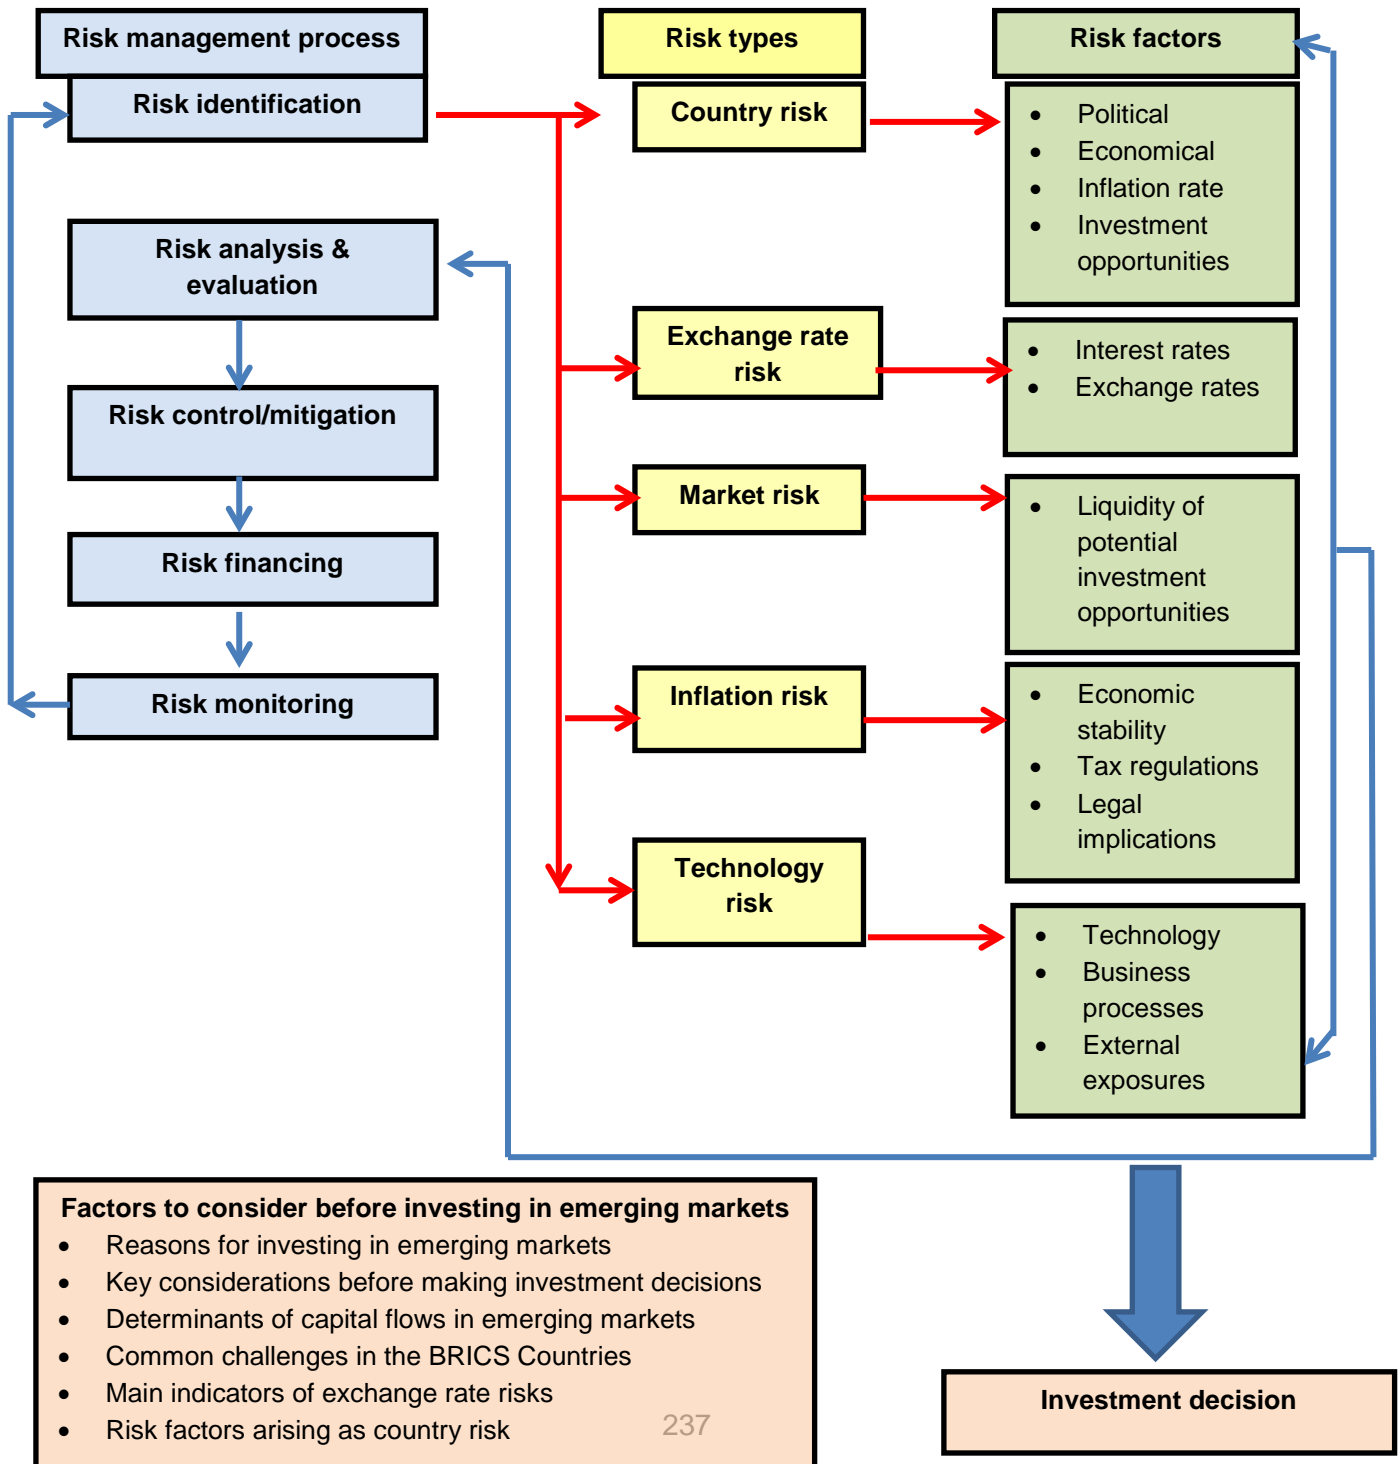 Risk management process
Risk identification
Risk analysis &
evaluation
Risk control/mitigation
Risk financing
Risk monitoring
Risk types
Country risk
Exchange rate
risk
Market risk
Inflation risk
Technology
risk
Risk factors
• Political
• Economical
• Inflation rate
• Investment
opportunities
• Interest rates
• Exchange rates
• Liquidity of
potential
investment
opportunities
• Economic
stability
• Tax regulations
• Legal
implications
• Technology
• Business
processes
• External
exposures
Factors to consider before investing in emerging markets
• Reasons for investing in emerging markets
• Key considerations before making investment decisions
• Determinants of capital flows in emerging markets
• Common challenges in the BRICS Countries
• Main indicators of exchange rate risks
• Risk factors arising as country risk
237
Investment decision